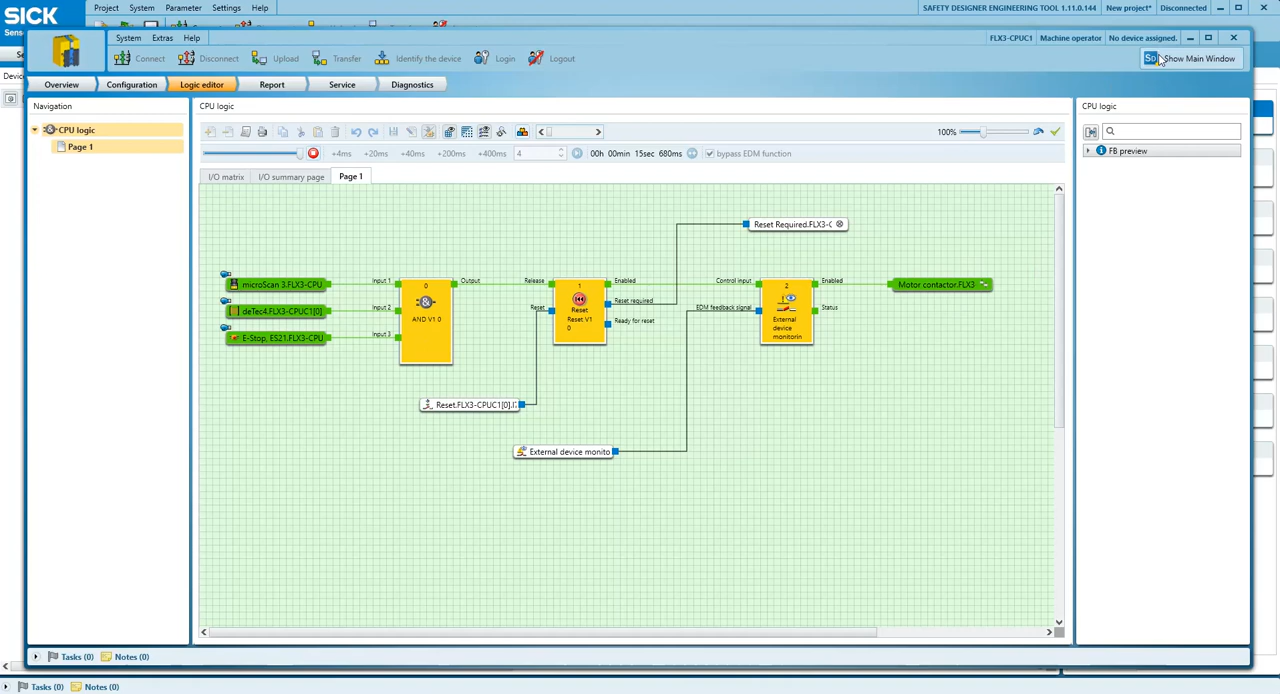 SICK
Project System Parameter Settings Help
SAFETY DESIGNER ENGINEERING TOOL 1.11.0.144 New project* Disconnected
Sens
System Extras Help
FLX3-CPUC1 Machine operator No device assigned.
Connect Disconnect Upload Transfer Identify the device Login Logout
Show Main Window
Devic
Overview Configuration Logic editor Report Service Diagnostics
Navigation
CPU logic
CPU logic
CPU logic
Page 1
100%
+4ms +20ms +40ms +200ms +400ms 4 00h 00min 15sec 680ms bypass EDM function
FB preview
I/O matrix I/O summary page Page 1
Reset Required.FLX3-C
microScan 3.FLX3-CPU
deTec4.FLX3-CPUC1[0]
E-Stop, ES21.FLX3-CPU
Input 1
Input 2
Input 3
0
&
AND V1.0
Output
Release
Reset
1
Reset
Reset V1
0
Enabled
Reset required
Ready for reset
Control input
EDM feedback signal
2
External
device
monitorin
Enabled
Status
Motor contactor.FLX3
Reset.FLX3-CPUC1[0].I
External device monito
Tasks (0) Notes (0)
Tasks (0) Notes (0)